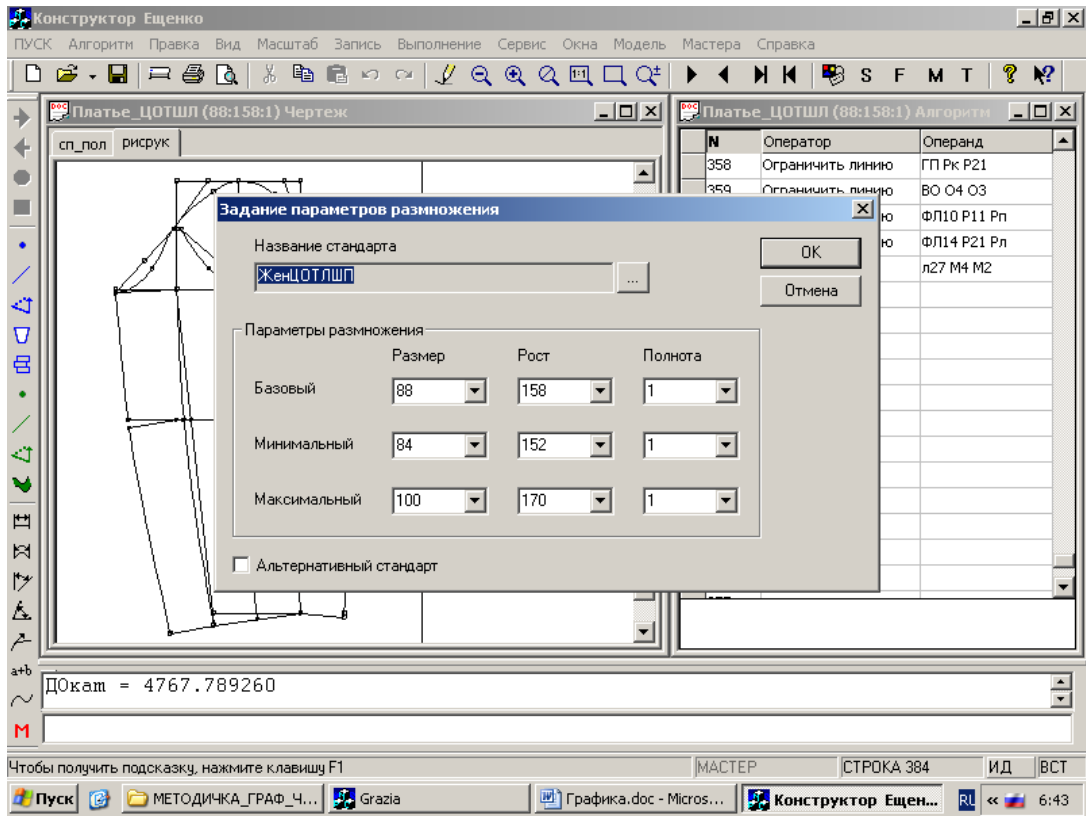 Конструктор Ещенко
ПУСК Алгоритм Правка Вид Масштаб Запись Выполнение Сервис Окна Модель Мастера Справка
1:1 S F M T
Платье_ЦОТШЛ (88:158:1) Чертеж
сп_пол рисрук
Платье_ЦОТШЛ (88:158:1) Алгоритм
N Оператор Операнд
358 Ограничить линию ГП Рк Р21
359 Ограничить линию ВО О4 О3
ю ФЛ10 Р11 Рп
ю ФЛ14 Р21 Рл
л27 М4 М2
Задание параметров размножения
Название стандарта
ЖенЦОТЛШП ...
OK
Отмена
Параметры размножения
Размер Рост Полнота
Базовый 88 158 1
Минимальный 84 152 1
Максимальный 100 170 1
Альтернативный стандарт
a+b
ДОкат = 4767.789260
М
Чтобы получить подсказку, нажмите клавишу F1
МАСТЕР СТРОКА 384 ИД ВСТ
Пуск МЕТОДИЧКА_ГРАФ_Ч... Grazia Графика.doc - Micros... Конструктор Ещен... RU « 6:43